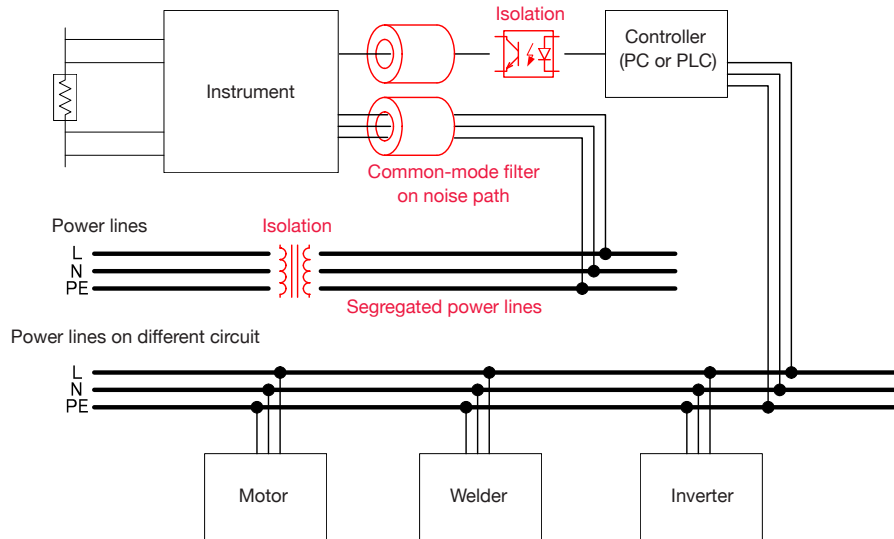 Isolation
Controller
(PC or PLC)
Instrument
Common-mode filter
on noise path
Power lines
Isolation
L
N
PE
Segregated power lines
Power lines on different circuit
L
N
PE
Motor
Welder
Inverter